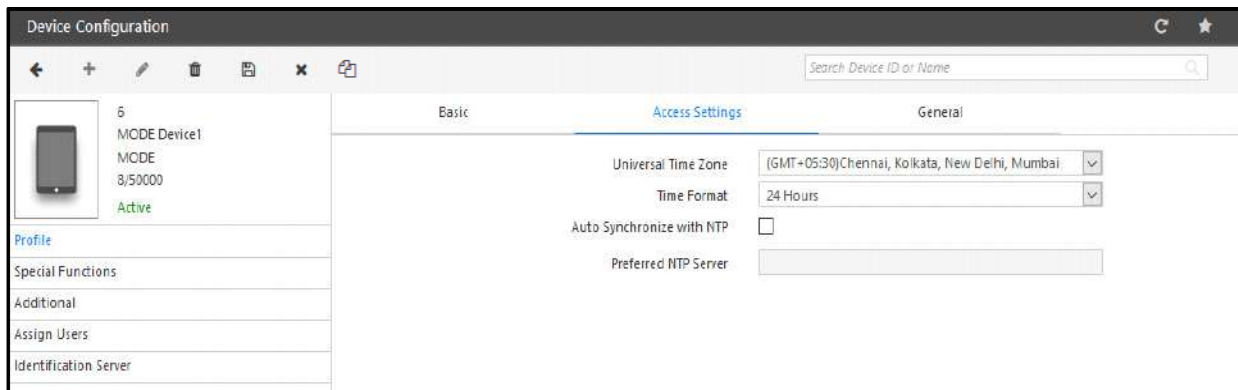 Device Configuration
Search Device ID or Name
6
MODE Device1
MODE
8/50000
Active
Profile
Special Functions
Additional
Assign Users
Identification Server
Basic
Access Settings
General
Universal Time Zone
(GMT+05:30)Chennai, Kolkata, New Delhi, Mumbai
Time Format
24 Hours
Auto Synchronize with NTP
Preferred NTP Server